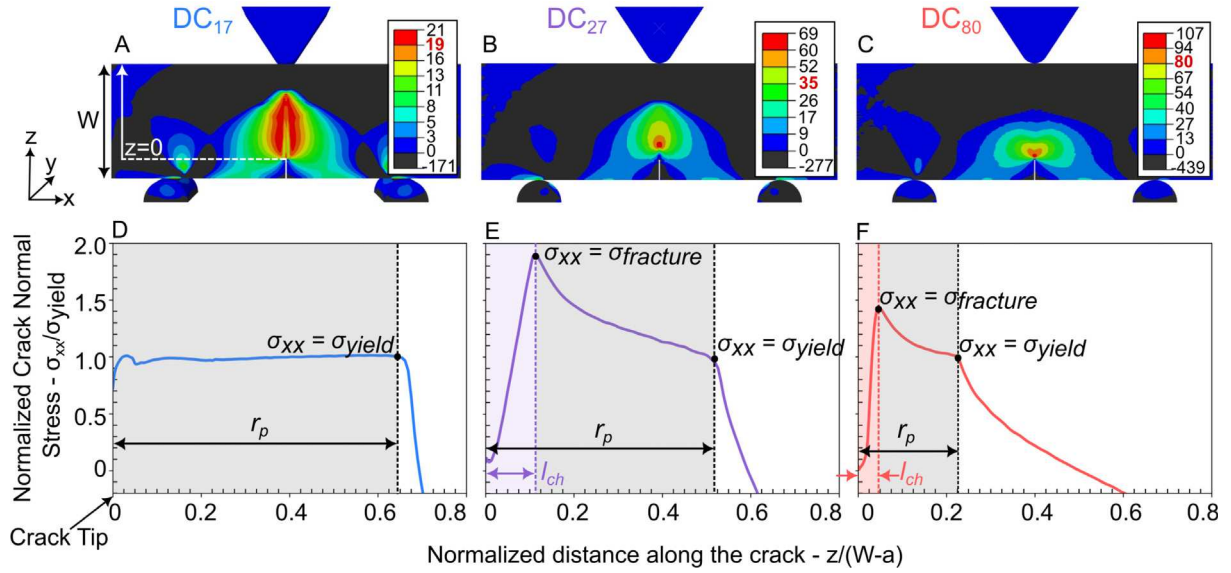 DC17
DC27
DC80
A
21
19
16
13
11
8
5
3
0
-171
B
69
60
52
35
26
17
9
0
-277
C
107
94
80
67
54
40
27
13
0
-439
W
z=0
z
y
x
D
E
F
Normalized Crack Normal
Stress - σxx/σyield
2.0
1.5
1.0
0.5
0
σxx = σyield
rp
σxx = σfracture
σxx = σyield
rp
lch
σxx = σfracture
σxx = σyield
rp
lch
0 0.2 0.4 0.6 0.8
0 0.2 0.4 0.6
0 0.2 0.4 0.6 0.8
Crack Tip
Normalized distance along the crack - z/(W-a)